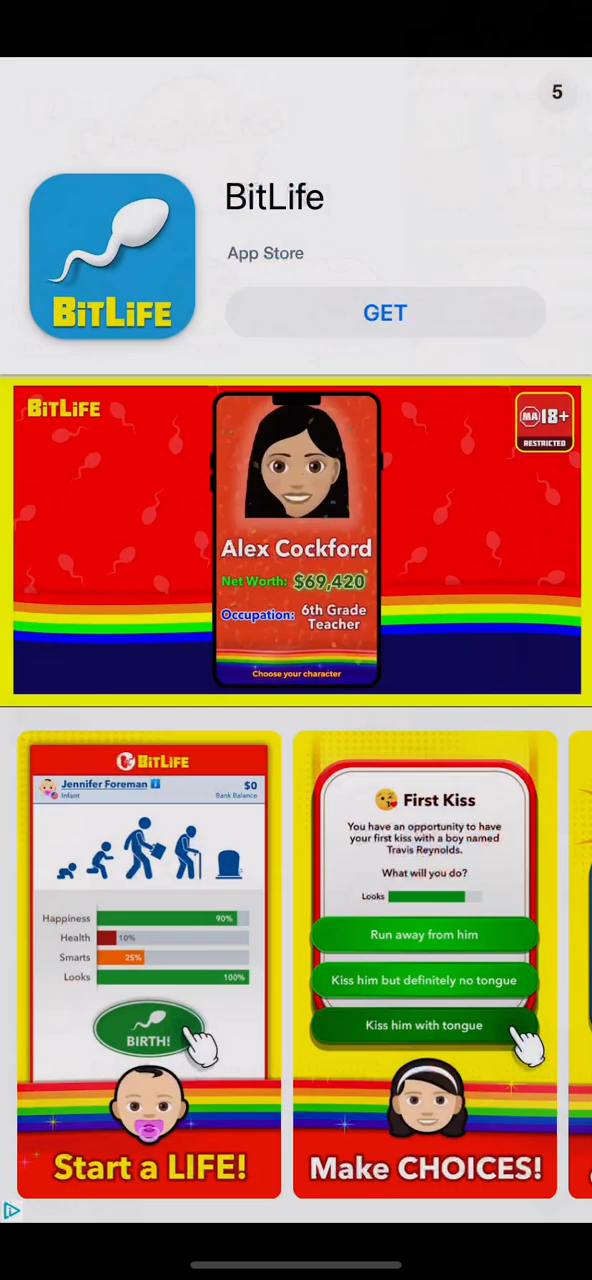 5
BitLife
BiTLiFE
App Store
GET
BiTLiFE
MA 18+
RESTRICTED
Alex Cockford
Net Worth: $69,420
Occupation: 6th Grade
Teacher
Choose your character
BiTLiFE
Jennifer Foreman i
$0
Infant
Bank Balance
Happiness 90%
Health 10%
Smarts 25%
Looks 100%
BIRTH!
Start a LIFE!
First Kiss
You have an opportunity to have
your first kiss with a boy named
Travis Reynolds.
What will you do?
Looks
Run away from him
Kiss him but definitely no tongue
Kiss him with tongue
Make CHOICES!